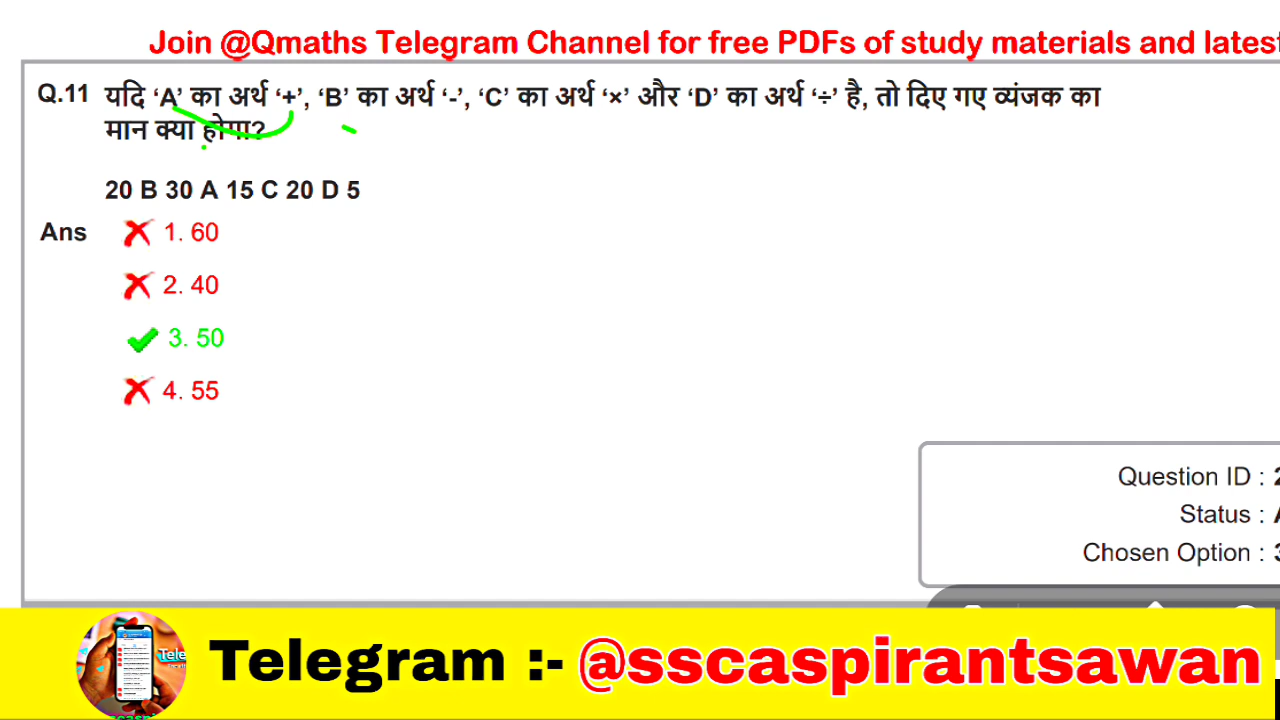 Join @Qmaths Telegram Channel for free PDFs of study materials and latest
Q.11 यदि ‘A’ का अर्थ ‘+’, ‘B’ का अर्थ ‘-’, ‘C’ का अर्थ ‘×’ और ‘D’ का अर्थ ‘÷’ है, तो दिए गए व्यंजक का
मान क्या होगा?
20 B 30 A 15 C 20 D 5
Ans 1. 60
2. 40
3. 50
4. 55
Question ID : 2
Status :
Chosen Option : 3
Telegram :- @sscaspirantsawan